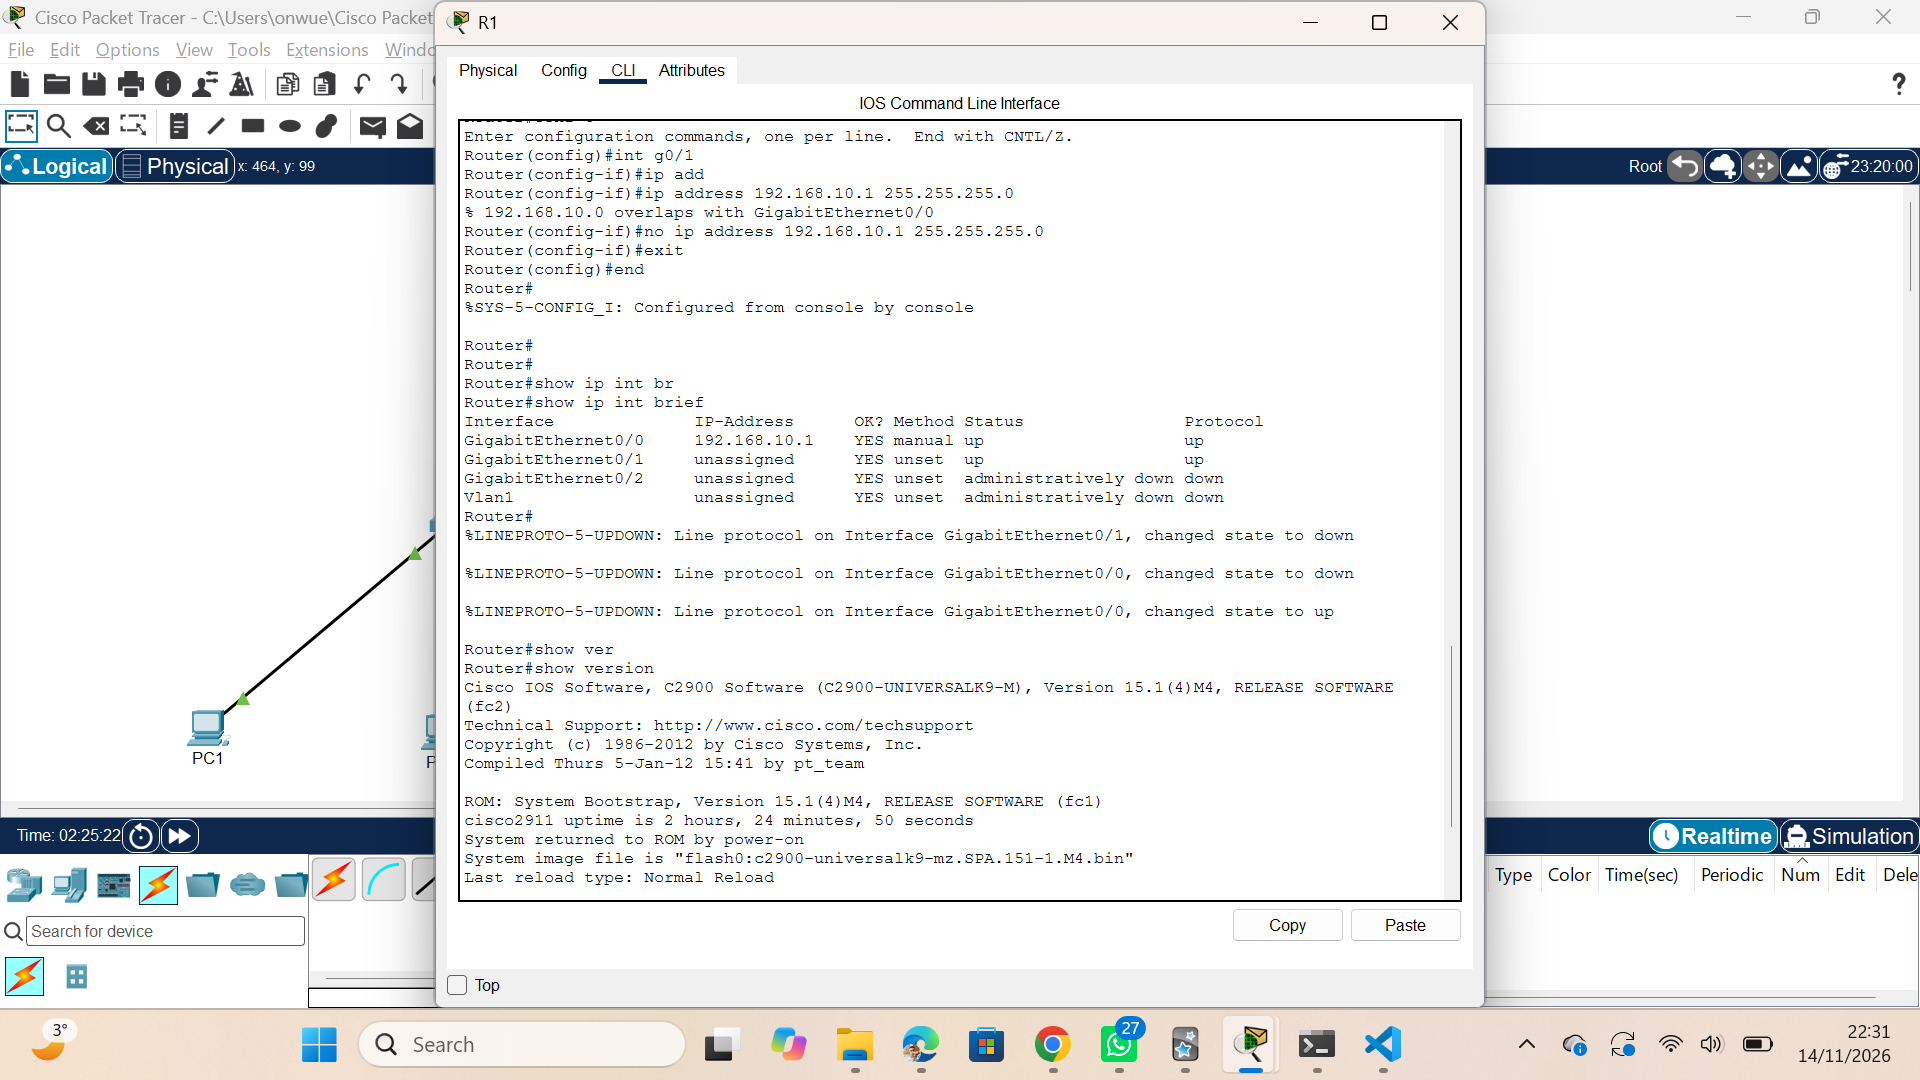 Cisco Packet Tracer - C:\Users\onwue\Cisco Packet
File Edit Options View Tools Extensions Windo
Logical Physical x: 464, y: 99
PC1
P
Time: 02:25:22
Search for device
R1
Physical Config CLI Attributes
IOS Command Line Interface
Enter configuration commands, one per line.  End with CNTL/Z.
Router(config)#int g0/1
Router(config-if)#ip add
Router(config-if)#ip address 192.168.10.1 255.255.255.0
% 192.168.10.0 overlaps with GigabitEthernet0/0
Router(config-if)#no ip address 192.168.10.1 255.255.255.0
Router(config-if)#exit
Router(config)#end
Router#
%SYS-5-CONFIG_I: Configured from console by console
Router#
Router#
Router#show ip int br
Router#show ip int brief
Interface IP-Address OK? Method Status Protocol
GigabitEthernet0/0 192.168.10.1 YES manual up up
GigabitEthernet0/1 unassigned YES unset up up
GigabitEthernet0/2 unassigned YES unset administratively down down
Vlan1 unassigned YES unset administratively down down
Router#
%LINEPROTO-5-UPDOWN: Line protocol on Interface GigabitEthernet0/1, changed state to down
%LINEPROTO-5-UPDOWN: Line protocol on Interface GigabitEthernet0/0, changed state to down
%LINEPROTO-5-UPDOWN: Line protocol on Interface GigabitEthernet0/0, changed state to up
Router#show ver
Router#show version
Cisco IOS Software, C2900 Software (C2900-UNIVERSALK9-M), Version 15.1(4)M4, RELEASE SOFTWARE
(fc2)
Technical Support: http://www.cisco.com/techsupport
Copyright (c) 1986-2012 by Cisco Systems, Inc.
Compiled Thurs 5-Jan-12 15:41 by pt_team
ROM: System Bootstrap, Version 15.1(4)M4, RELEASE SOFTWARE (fc1)
cisco2911 uptime is 2 hours, 24 minutes, 50 seconds
System returned to ROM by power-on
System image file is "flash0:c2900-universalk9-mz.SPA.151-1.M4.bin"
Last reload type: Normal Reload
Copy Paste
Top
Root 23:20:00
Realtime Simulation
Type Color Time(sec) Periodic Num Edit Dele
3°
Search
27
22:31
14/11/2026